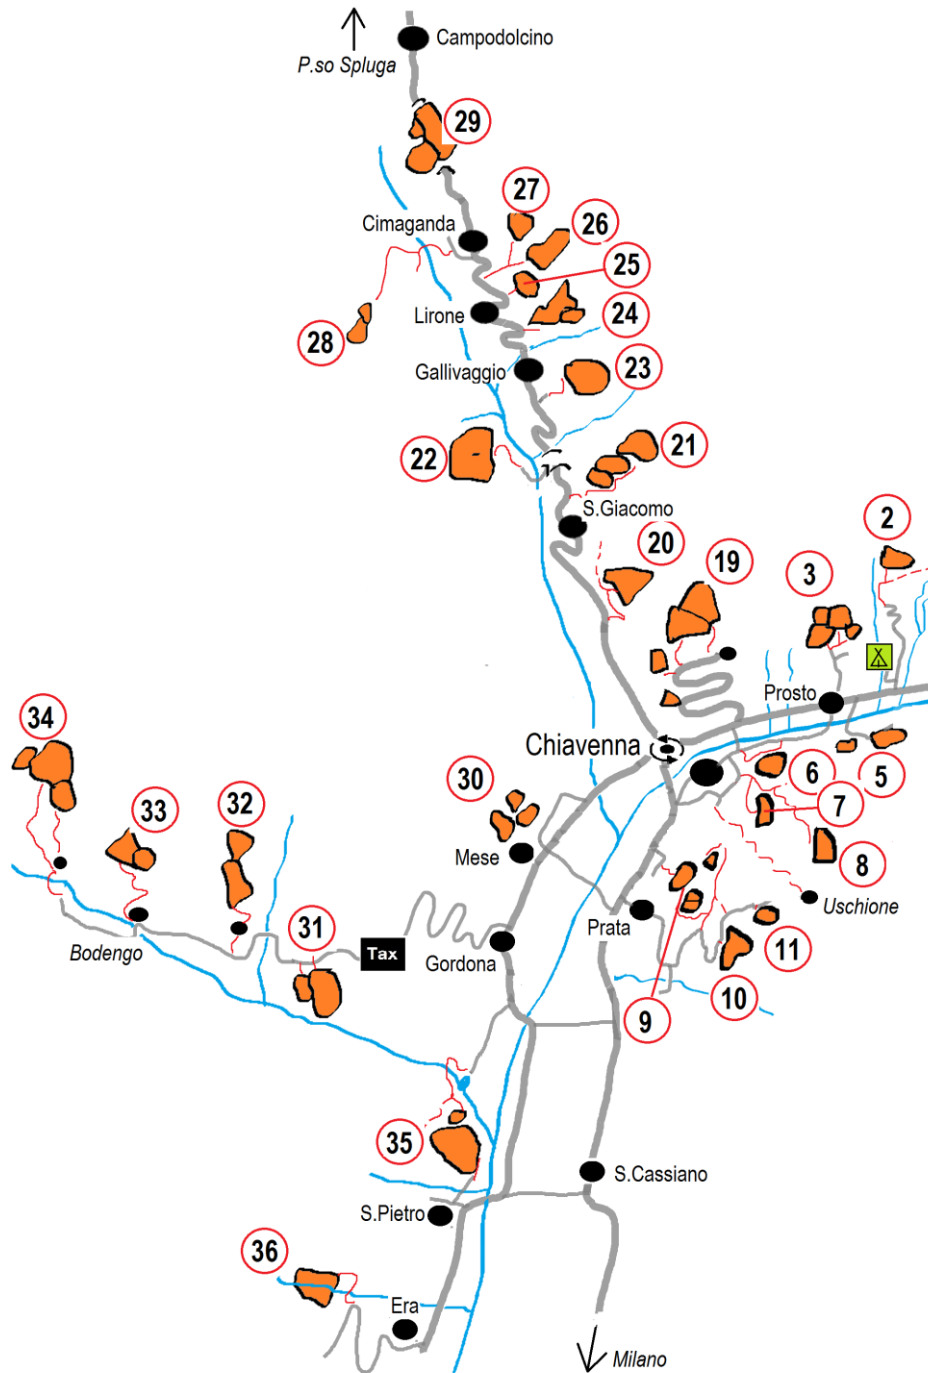 Campodolcino
P.so Spluga
29
27
26
Cimaganda
25
Lirone
24
28
Gallivaggio
23
22
21
S.Giacomo
2
20
19
3
Prosto
34
Chiavenna
6
5
30
7
33
32
Mese
8
Uschione
31
Prata
11
Bodengo
Tax
Gordona
10
9
35
S.Cassiano
S.Pietro
36
Era
Milano